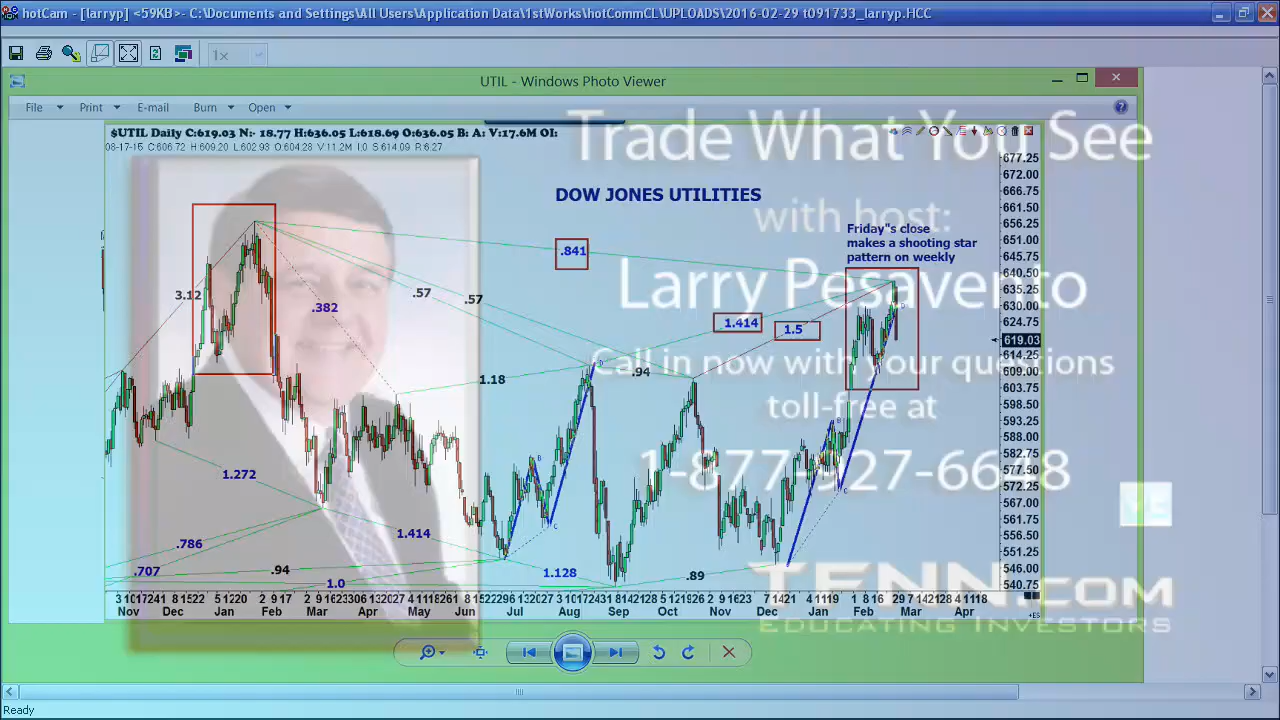 hotCam - [larryp] <59KB>- C:\Documents and Settings\All Users\Application Data\1stWorks\hotCommCL\UPLOADS\2016-02-29 t091733_larryp.HCC
1x
UTIL - Windows Photo Viewer
File Print E-mail Burn Open
$UTIL Daily C:619.03 N:- 18.77 H:636.05 L:618.69 O:636.05 B: A: V:17.6M OI:
Trade What You See
with host:
Larry Pesavento
Call in now with your questions
toll-free at
1-877-927-6648
TFNN.com
EDUCATING INVESTORS
DOW JONES UTILITIES
Friday"s close
makes a shooting star
pattern on weekly
3.12
.382
.57
.57
.841
1.414
1.5
1.18
.94
1.272
1.414
.786
.707
.94
1.0
1.128
.89
B
C
D
B
C
D
677.25
672.00
666.75
661.50
656.25
651.00
645.75
640.50
635.25
630.00
624.75
619.03
614.25
609.00
603.75
598.50
593.25
588.00
582.75
577.50
572.25
567.00
561.75
556.50
551.25
546.00
540.75
Nov Dec Jan Feb Mar Apr May Jun Jul Aug Sep Oct Nov Dec Jan Feb Mar Apr
+ES
Ready